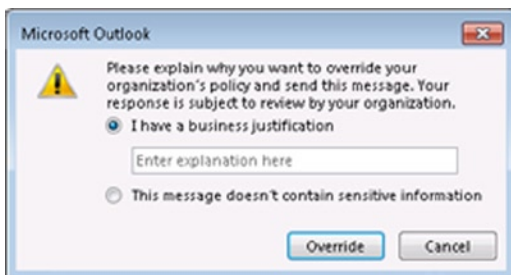 Microsoft Outlook
Please explain why you want to override your
organization's policy and send this message. Your
response is subject to review by your organization.
I have a business justification
Enter explanation here
This message doesn't contain sensitive information
Override Cancel